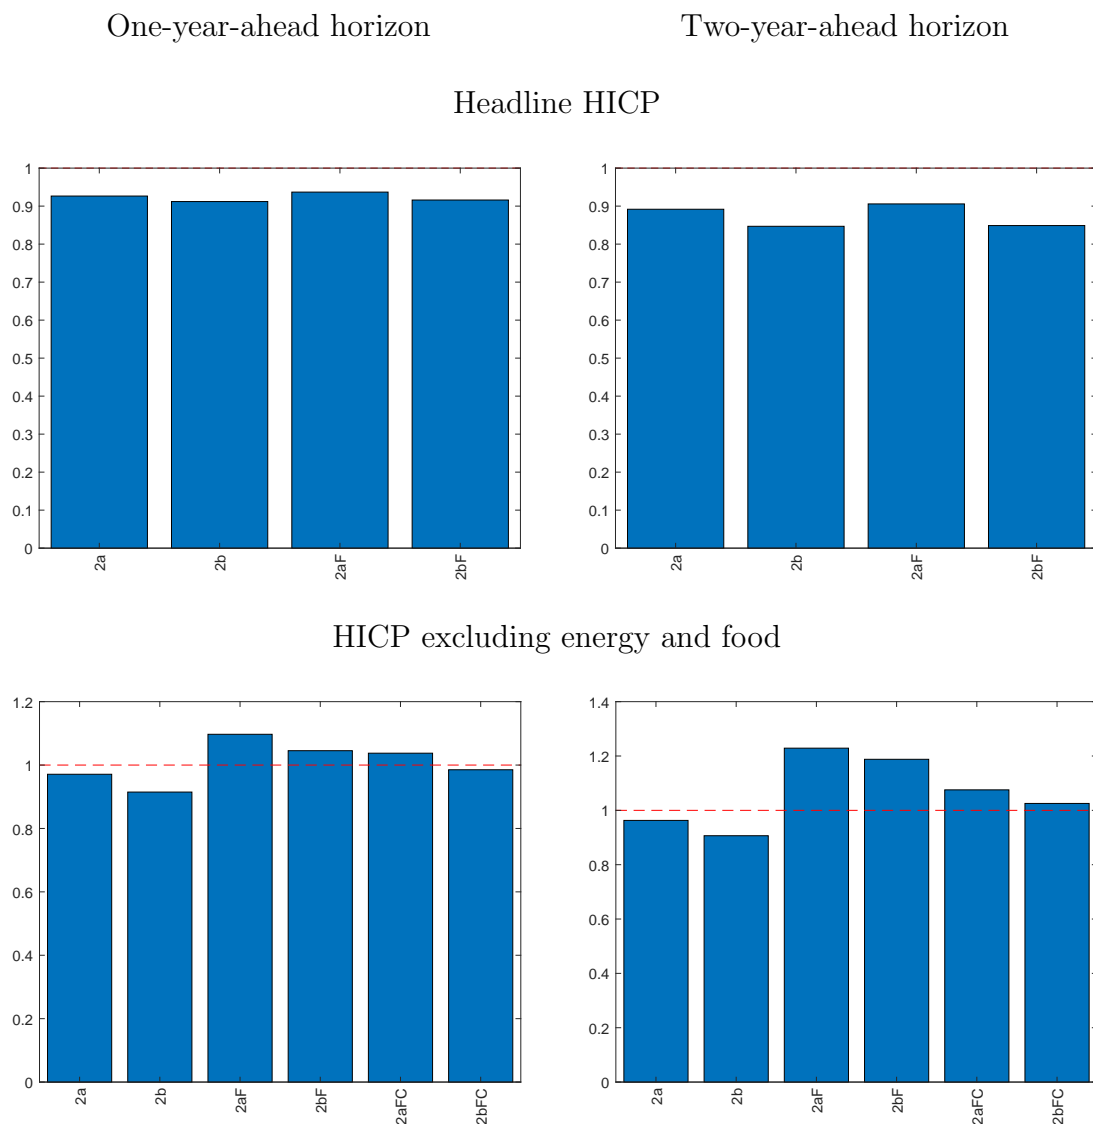 One-year-ahead horizon
Two-year-ahead horizon
Headline HICP
1
0.9
0.8
0.7
0.6
0.5
0.4
0.3
0.2
0.1
0
2a
2b
2aF
2bF
1
0.9
0.8
0.7
0.6
0.5
0.4
0.3
0.2
0.1
0
2a
2b
2aF
2bF
HICP excluding energy and food
1.2
1
0.8
0.6
0.4
0.2
0
2a
2b
2aF
2bF
2aFC
2bFC
1.4
1.2
1
0.8
0.6
0.4
0.2
0
2a
2b
2aF
2bF
2aFC
2bFC